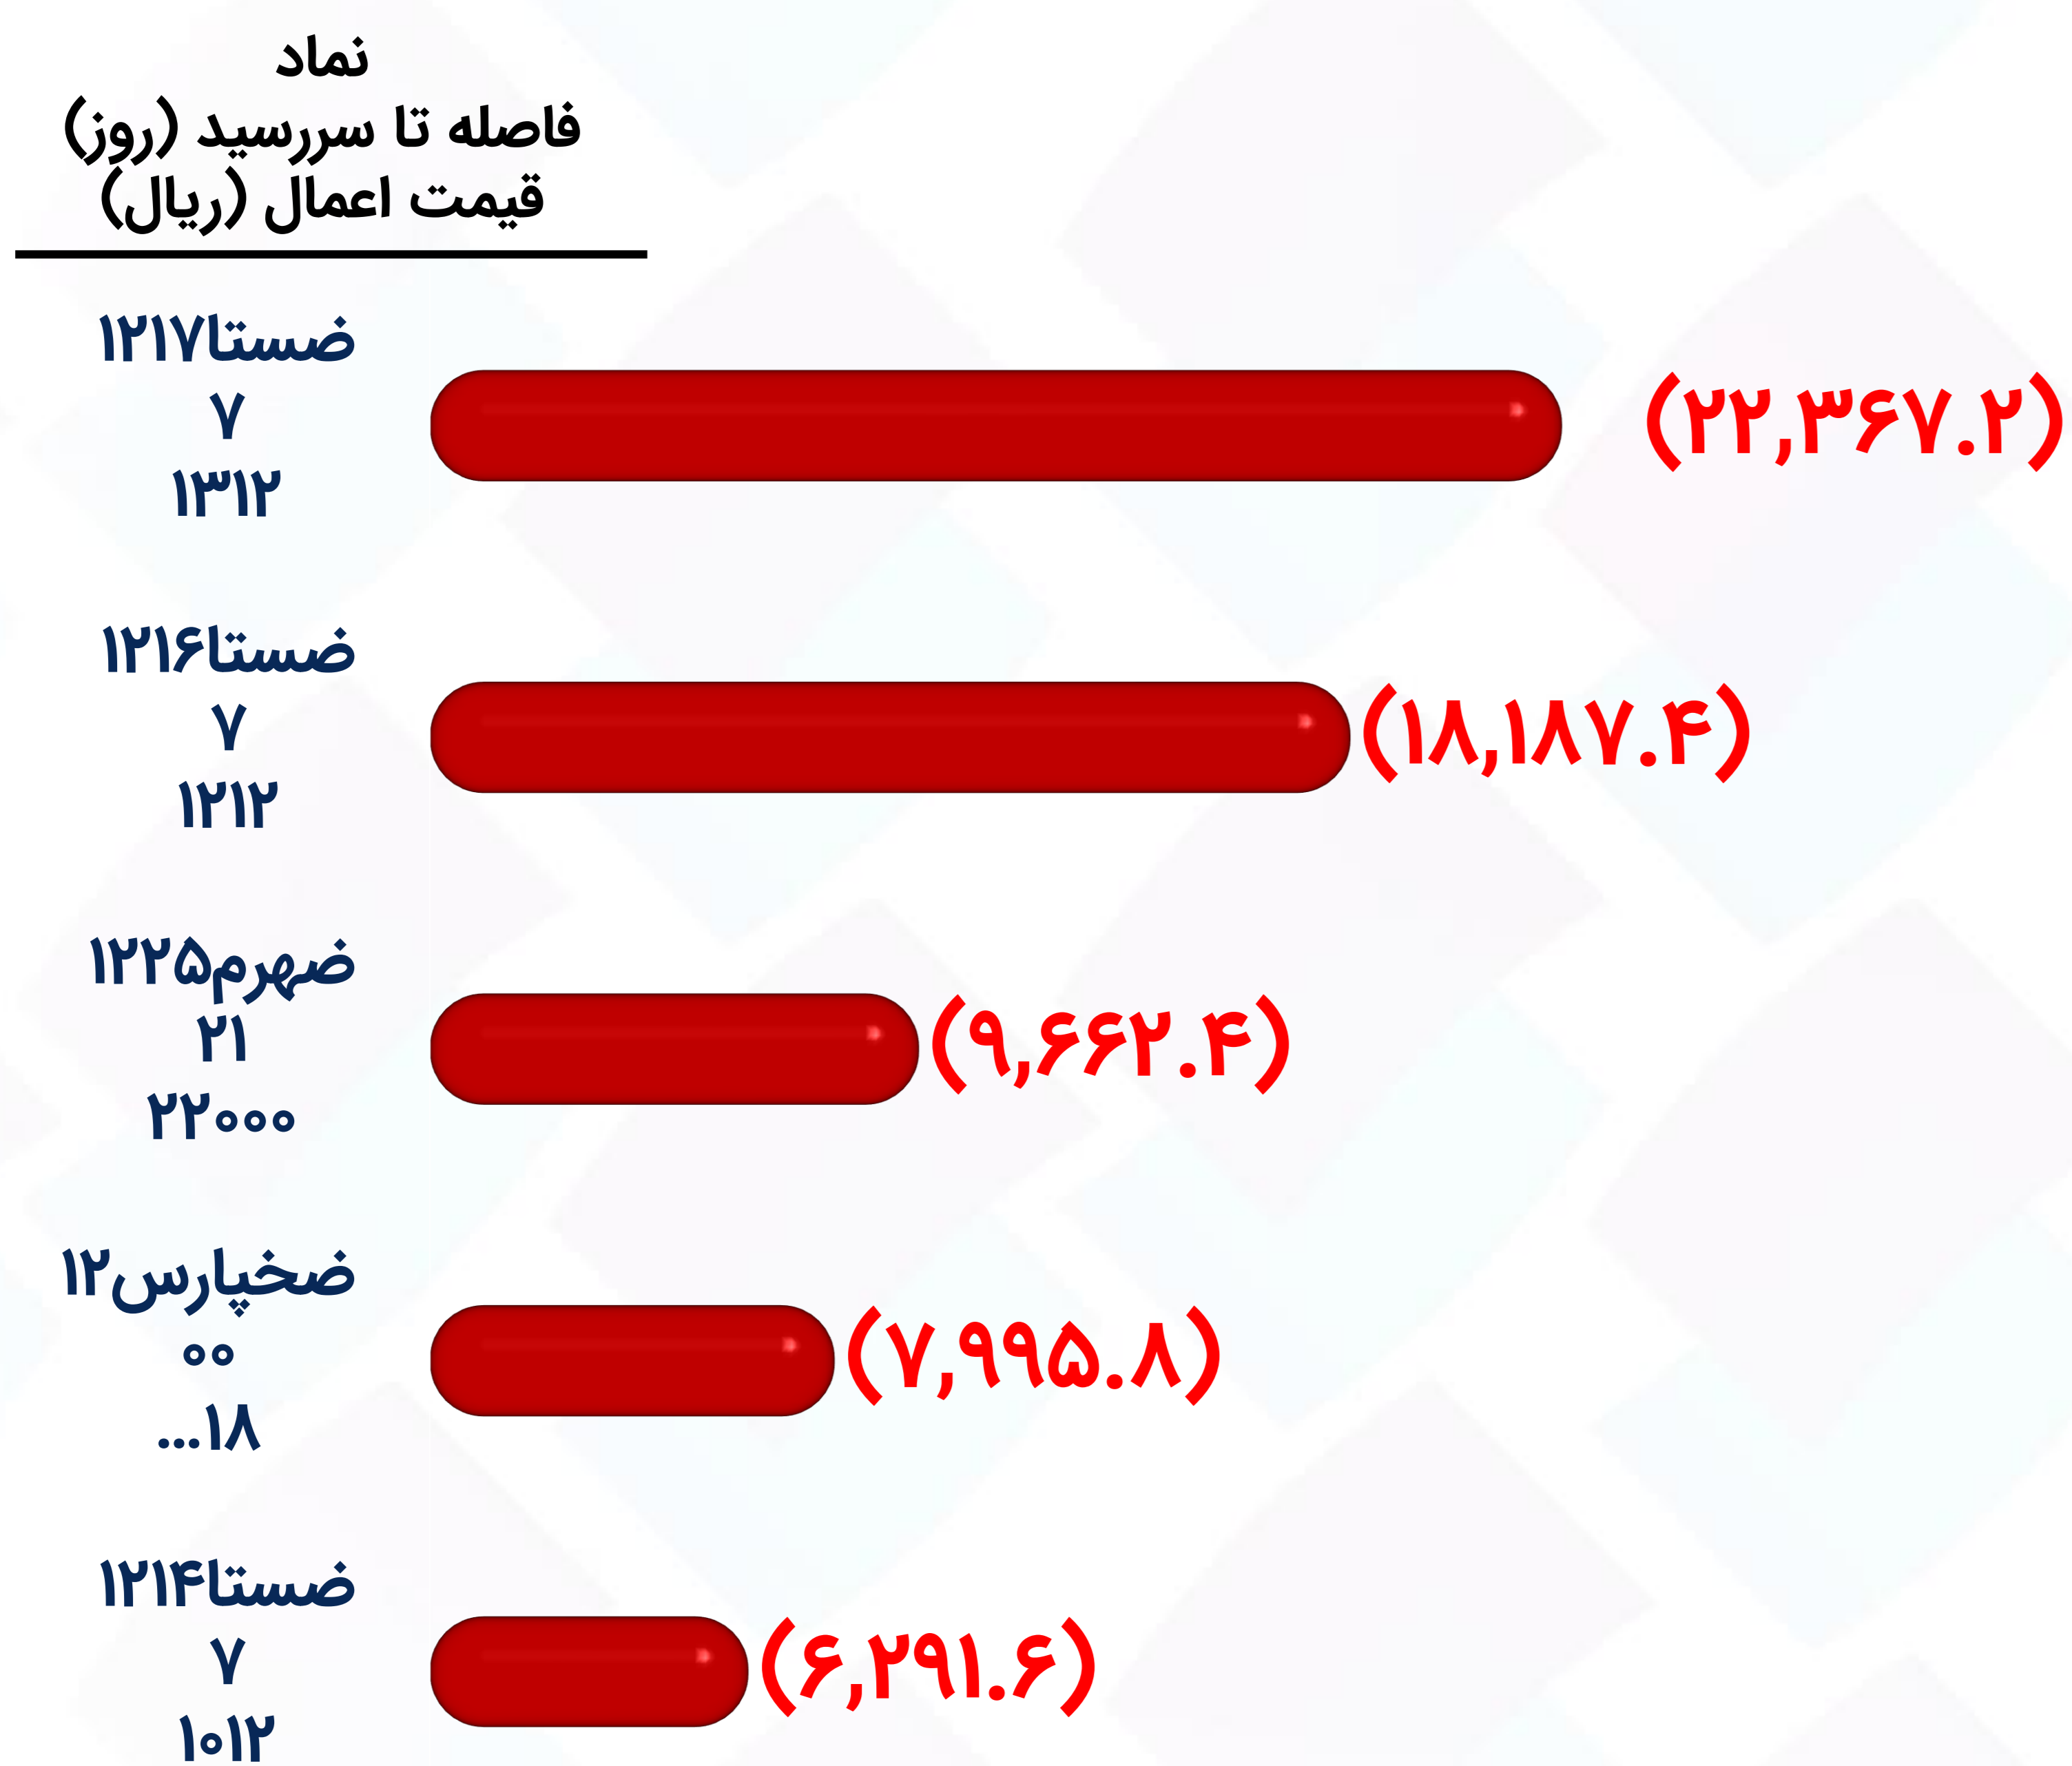 نماد
فاصله تا سررسید (روز)
قیمت اعمال (ریال)
ضستا۱۲۱۷
۷
۱۳۱۲
(۲۲,۳۶۷.۲)
ضستا۱۲۱۶
۷
۱۲۱۲
(۱۸,۱۸۷.۴)
ضهرم۱۲۲۵
۲۱
۲۲۰۰۰
(۹,۶۶۲.۴)
ضخپارس۱۲
۰۰
۱۸...
(۷,۹۹۵.۸)
ضستا۱۲۱۴
۷
۱۰۱۲
(۶,۲۹۱.۶)